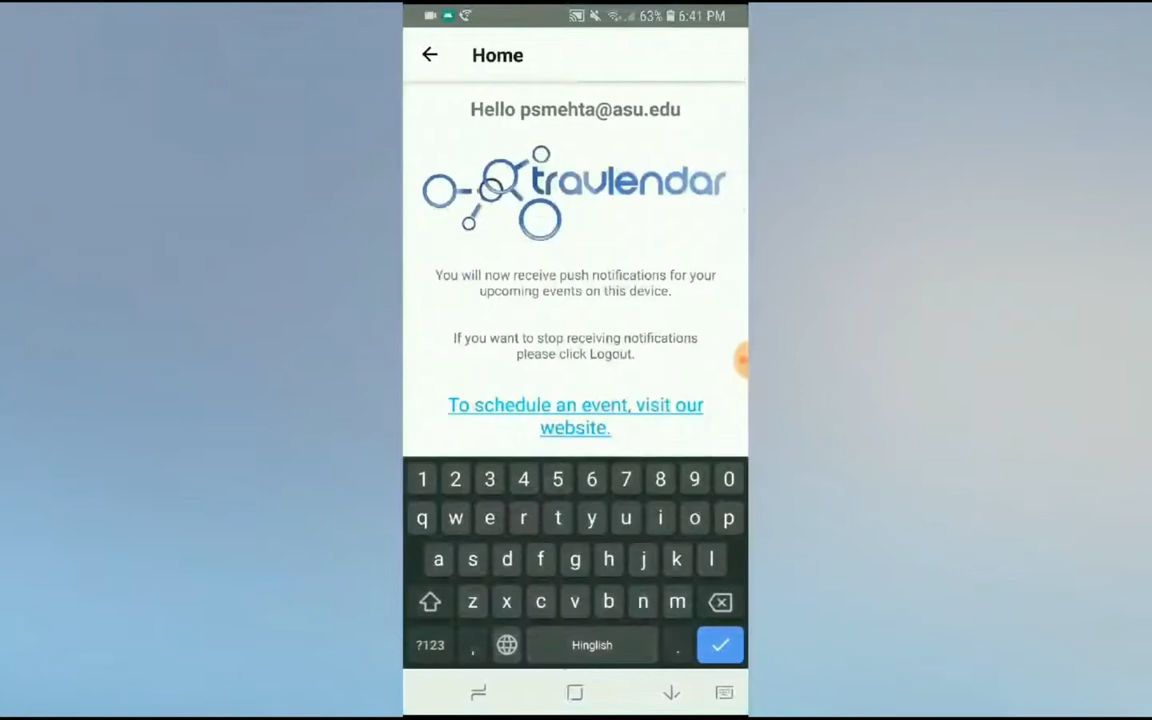 63% 6:41 PM
Home
Hello psmehta@asu.edu
travlendar
You will now receive push notifications for your
upcoming events on this device.
If you want to stop receiving notifications
please click Logout.
To schedule an event, visit our
website.
1 2 3 4 5 6 7 8 9 0
q w e r t y u i o p
a s d f g h j k l
z x c v b n m
?123 , Hinglish .